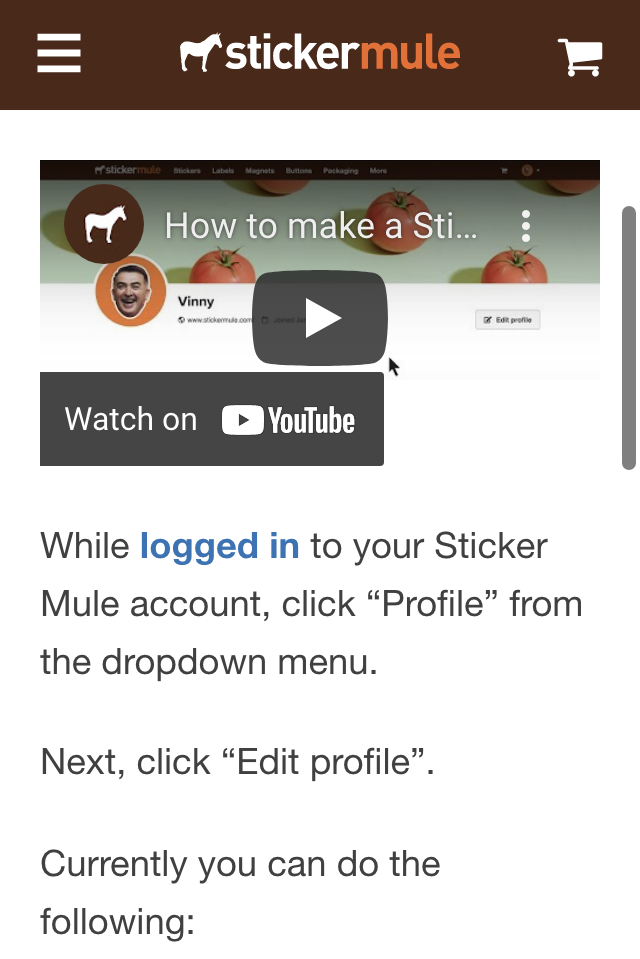 stickermule
stickermule Stickers Labels Magnets Buttons Packaging More
How to make a Sti...
Vinny
www.stickermule.com
Edit profile
Watch on YouTube
While logged in to your Sticker
Mule account, click “Profile” from
the dropdown menu.
Next, click “Edit profile”.
Currently you can do the
following: